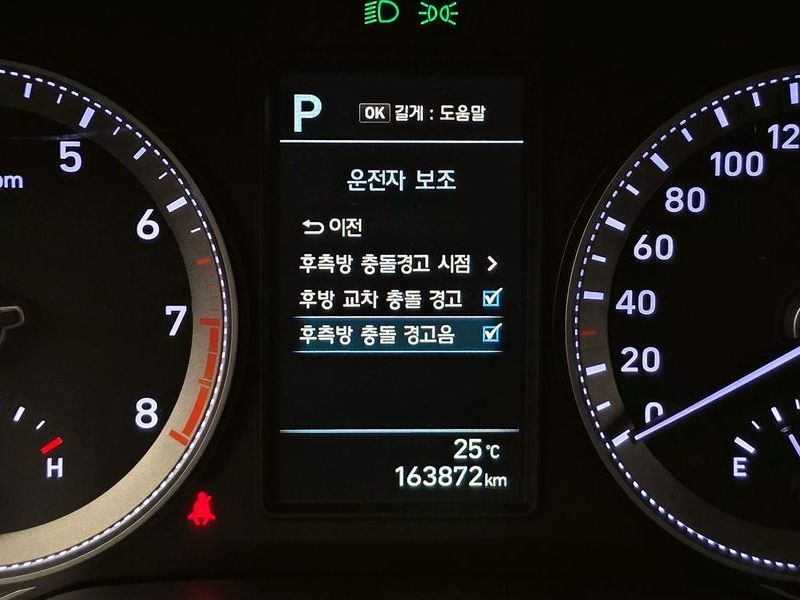 P OK 길게 : 도움말
운전자 보조
이전
후측방 충돌경고 시점
후방 교차 충돌 경고
후측방 충돌 경고음
25℃
163872km
5
6
7
8
H
0
20
40
60
80
100
E